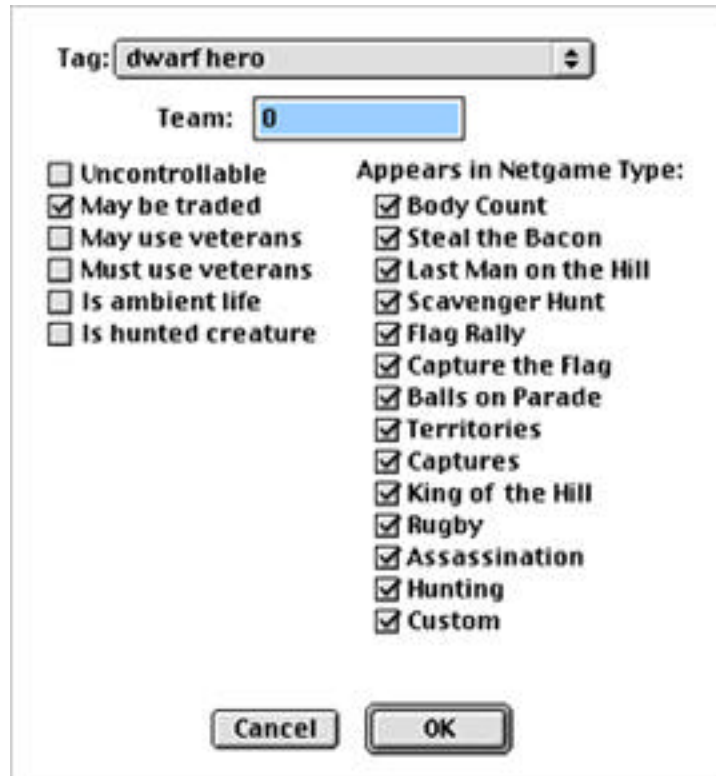 Tag: dwarf hero
Team: 0
Uncontrollable
May be traded
May use veterans
Must use veterans
Is ambient life
Is hunted creature
Appears in Netgame Type:
Body Count
Steal the Bacon
Last Man on the Hill
Scavenger Hunt
Flag Rally
Capture the Flag
Balls on Parade
Territories
Captures
King of the Hill
Rugby
Assassination
Hunting
Custom
Cancel
OK